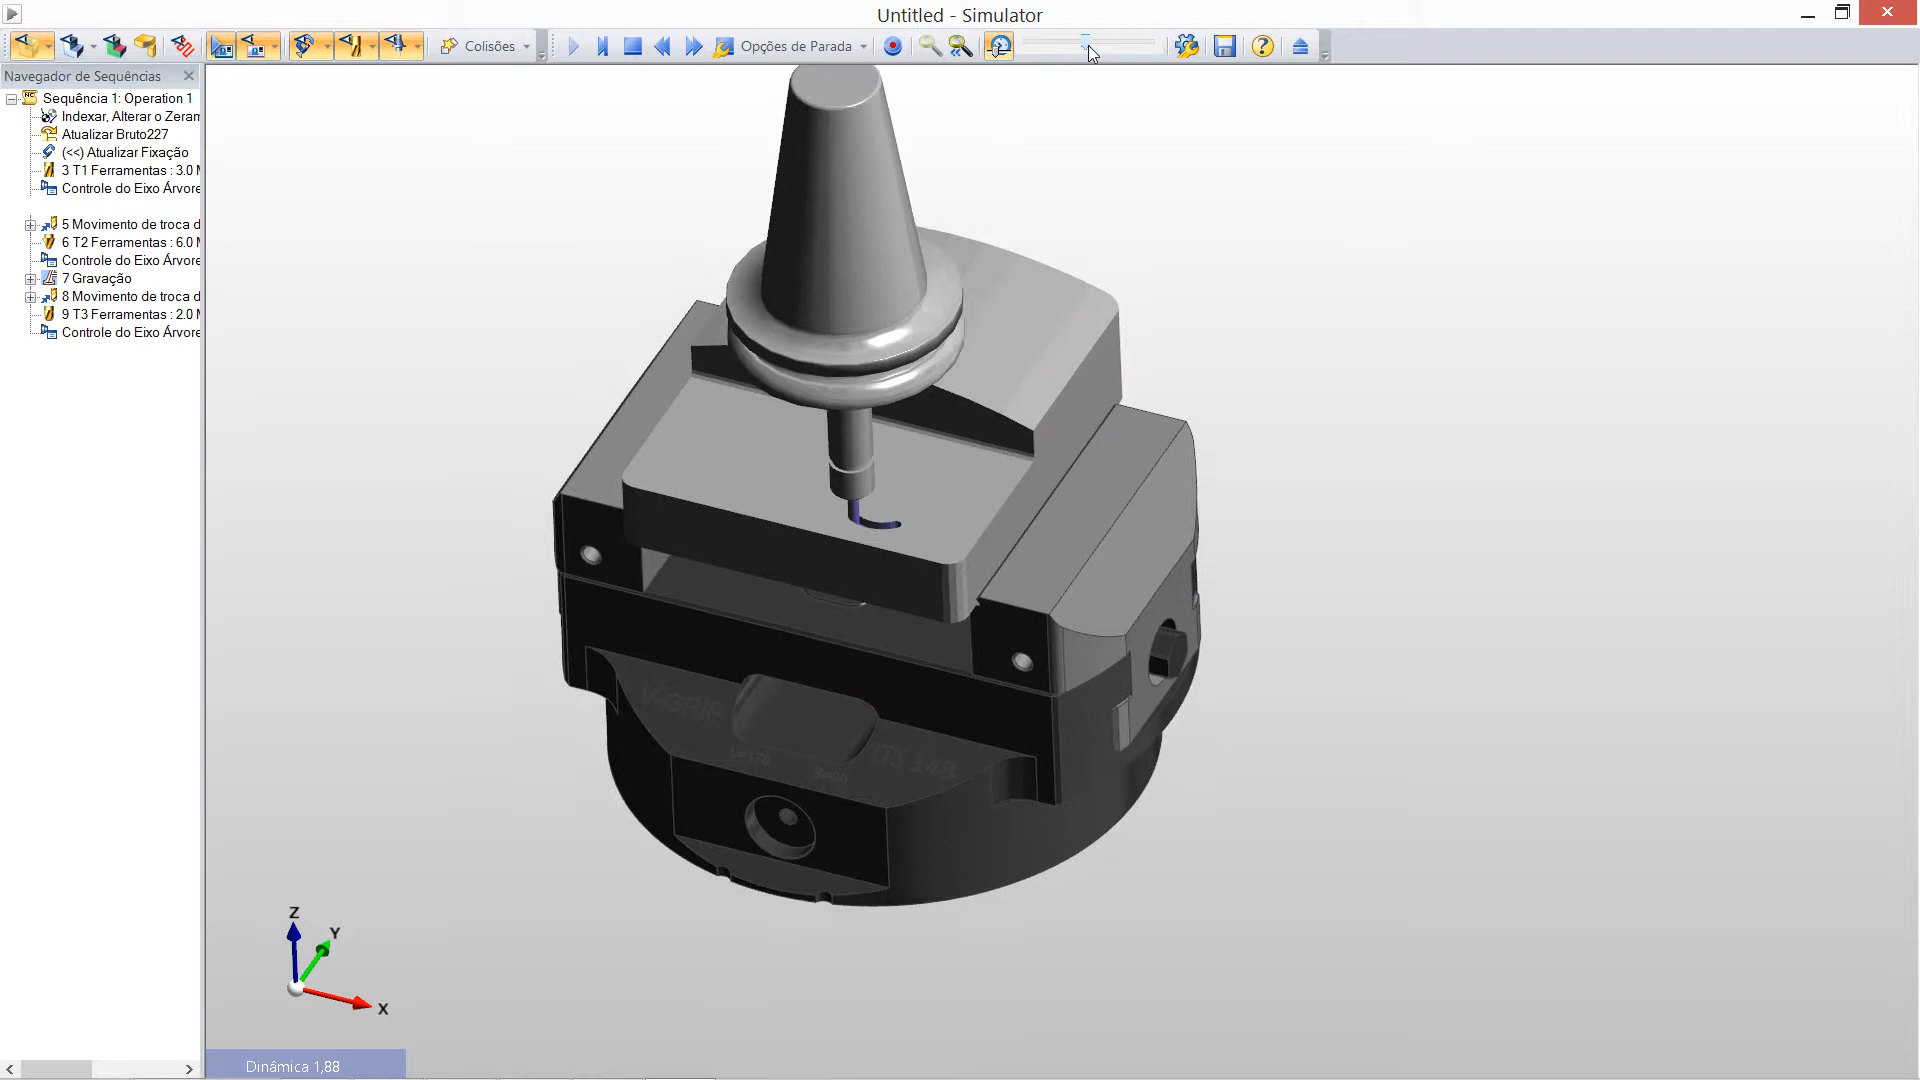 Untitled - Simulator
Colisões
Opções de Parada
Navegador de Sequências
Sequência 1: Operation 1
Indexar, Alterar o Zeram
Atualizar Bruto227
(<<) Atualizar Fixação
3 T1 Ferramentas : 3.0 M
Controle do Eixo Árvore
5 Movimento de troca d
6 T2 Ferramentas : 6.0 M
Controle do Eixo Árvore
7 Gravação
8 Movimento de troca d
9 T3 Ferramentas : 2.0 M
Controle do Eixo Árvore
ITS 148
Z
Y
X
Dinâmica 1,88